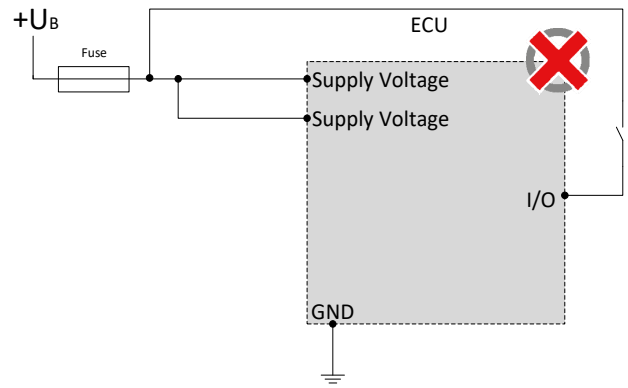 +UB
Fuse
ECU
Supply Voltage
Supply Voltage
I/O
GND